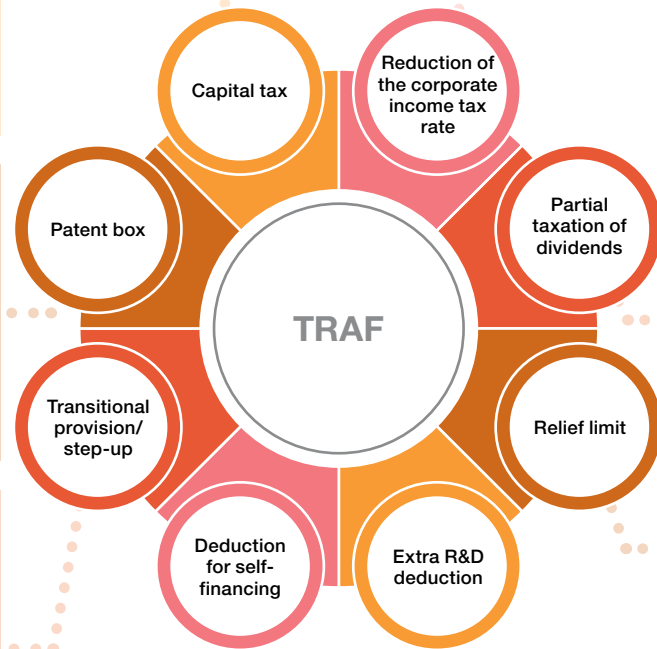 Capital tax
Reduction of
the corporate
income tax
rate
Patent box
Partial
taxation of
dividends
TRAF
Transitional
provision/
step-up
Relief limit
Deduction
for self-
financing
Extra R&D
deduction